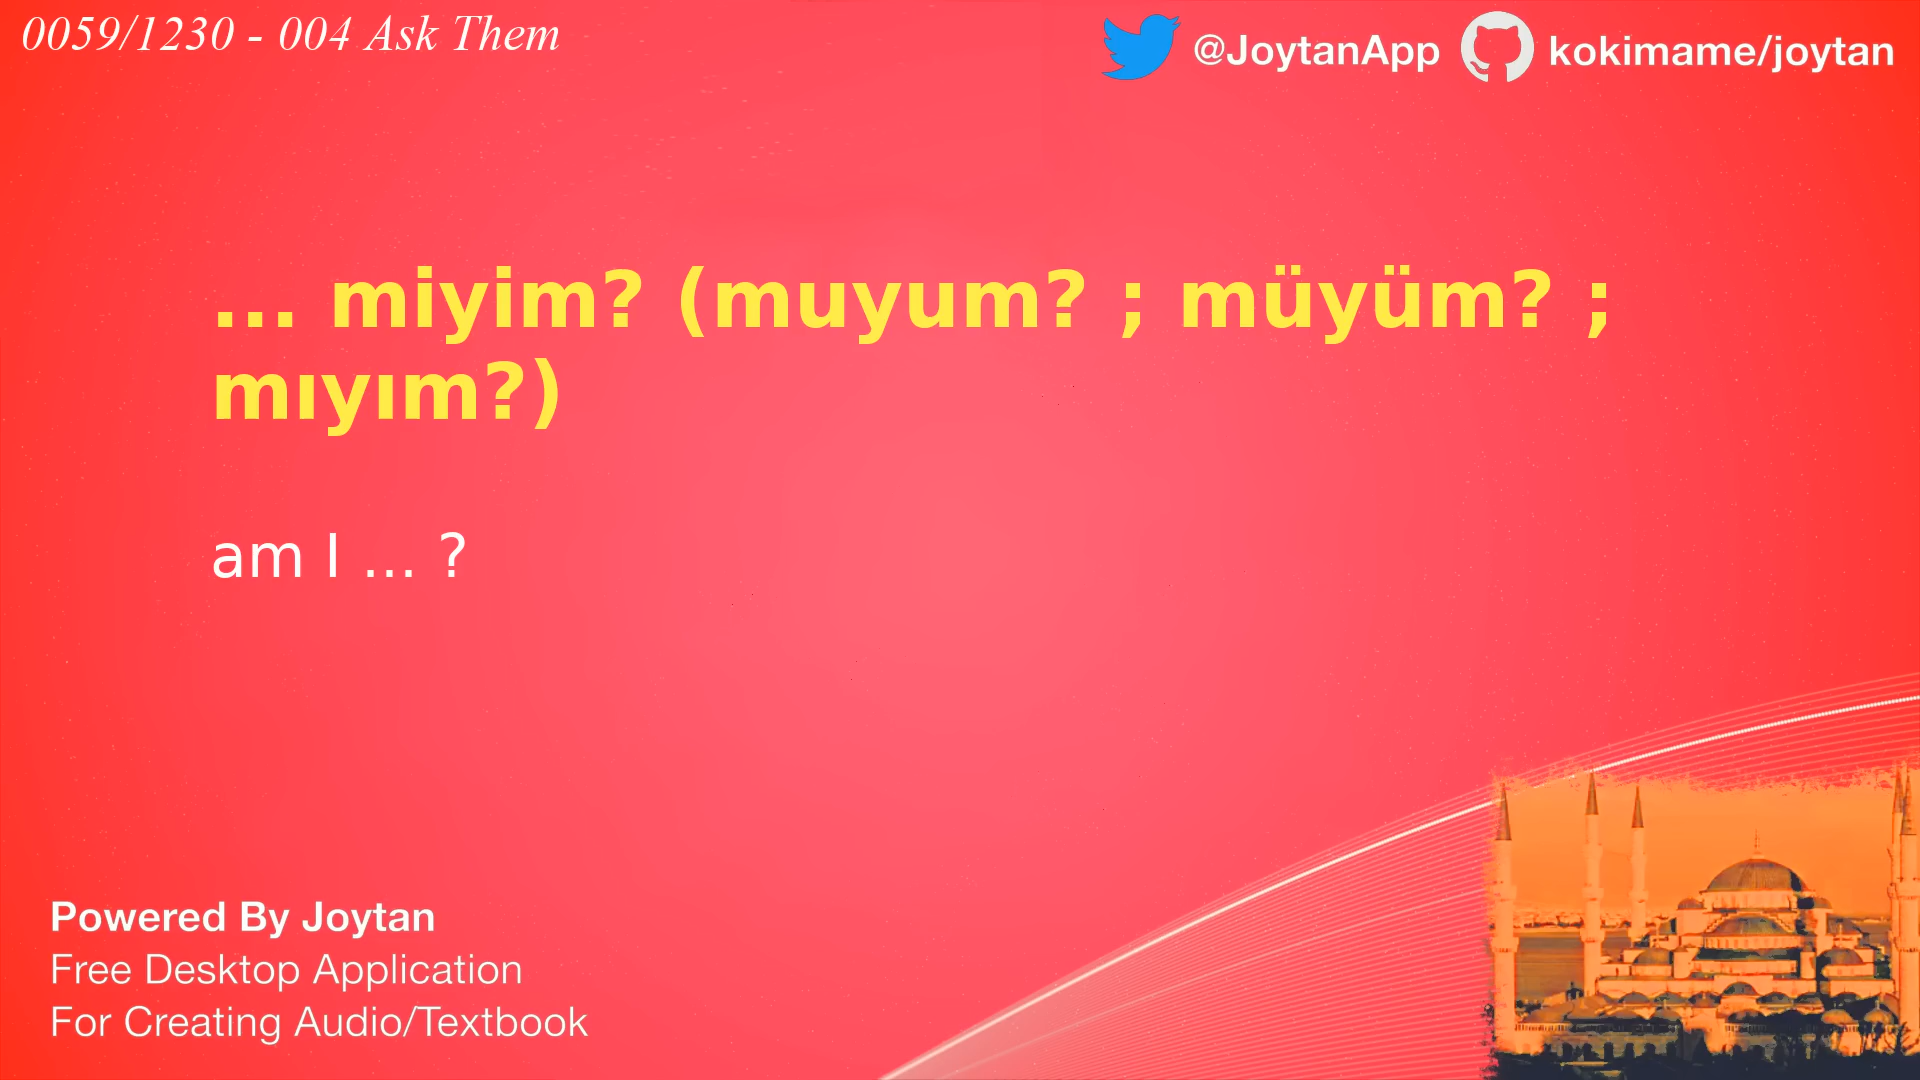 0059/1230 - 004 Ask Them
@JoytanApp kokimame/joytan
... miyim? (muyum? ; müyüm? ;
mıyım?)
am I ... ?
Powered By Joytan
Free Desktop Application
For Creating Audio/Textbook